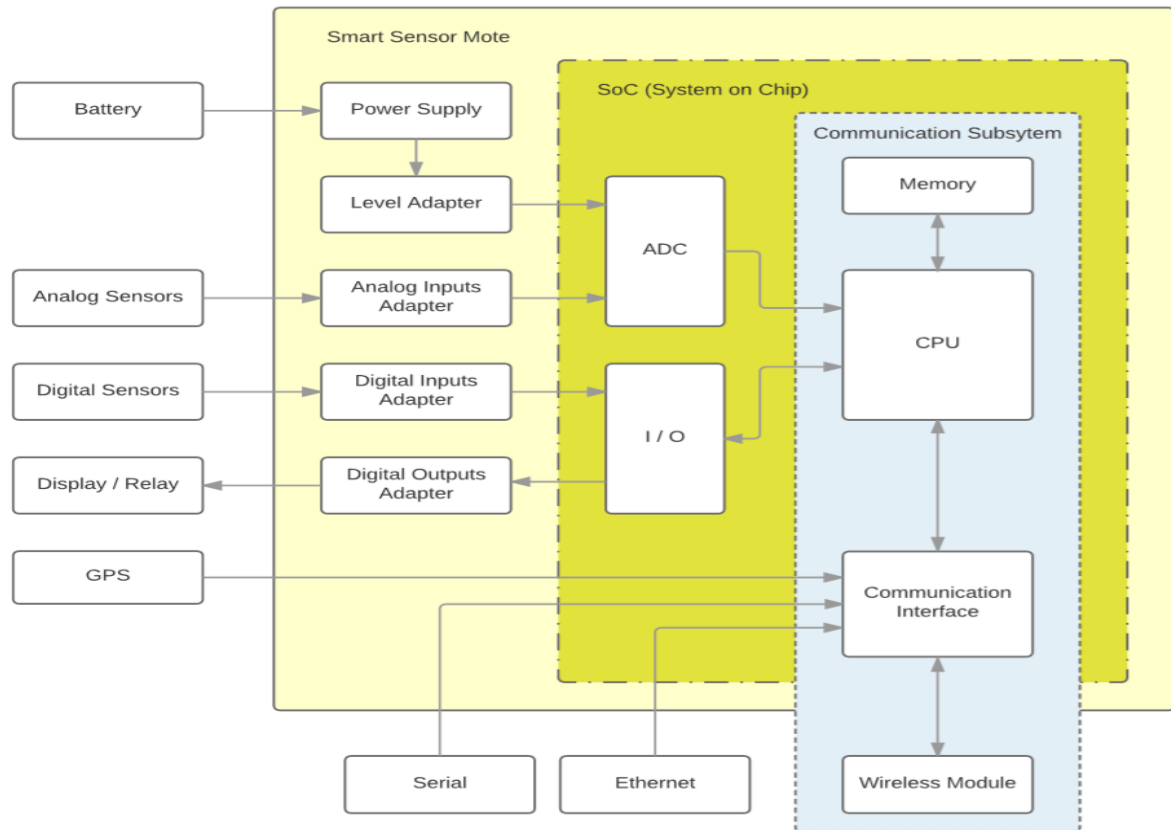 Smart Sensor Mote
SoC (System on Chip)
Communication Subsytem
Battery
Power Supply
Level Adapter
Memory
ADC
Analog Sensors
Analog Inputs
Adapter
CPU
Digital Sensors
Digital Inputs
Adapter
I / O
Display / Relay
Digital Outputs
Adapter
GPS
Communication
Interface
Serial
Ethernet
Wireless Module